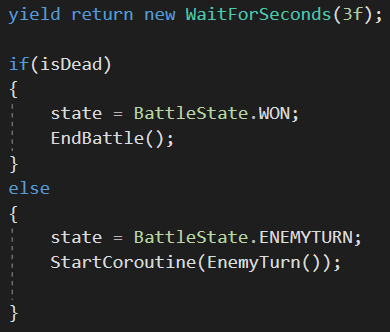 yield return new WaitForSeconds(3f);
if(isDead)
{
state = BattleState.WON;
EndBattle();
}
else
{
state = BattleState.ENEMYTURN;
StartCoroutine(EnemyTurn());
}